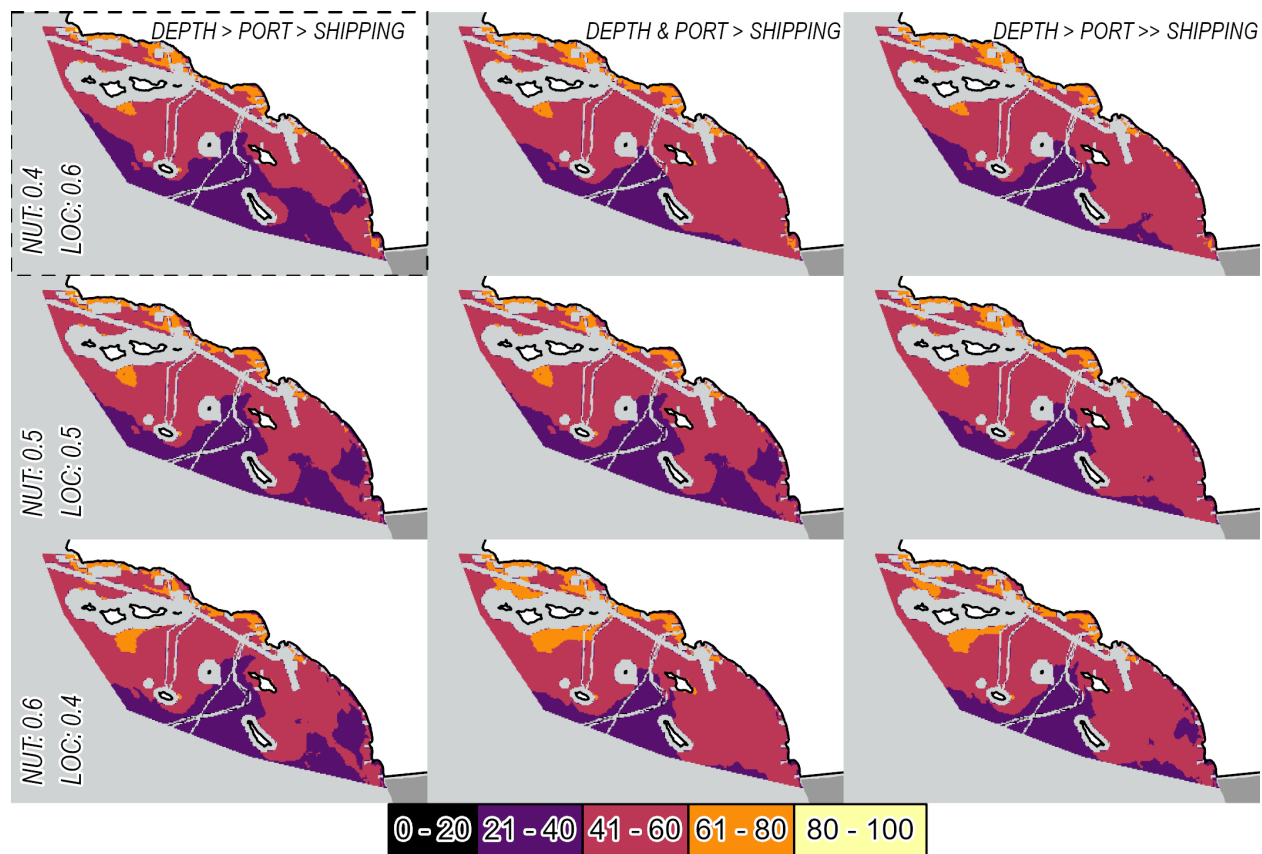 DEPTH > PORT > SHIPPING
DEPTH & PORT > SHIPPING
DEPTH > PORT >> SHIPPING
NUT: 0.4
LOC: 0.6
NUT: 0.5
LOC: 0.5
NUT: 0.6
LOC: 0.4
0 - 20 21 - 40 41 - 60 61 - 80 80 - 100